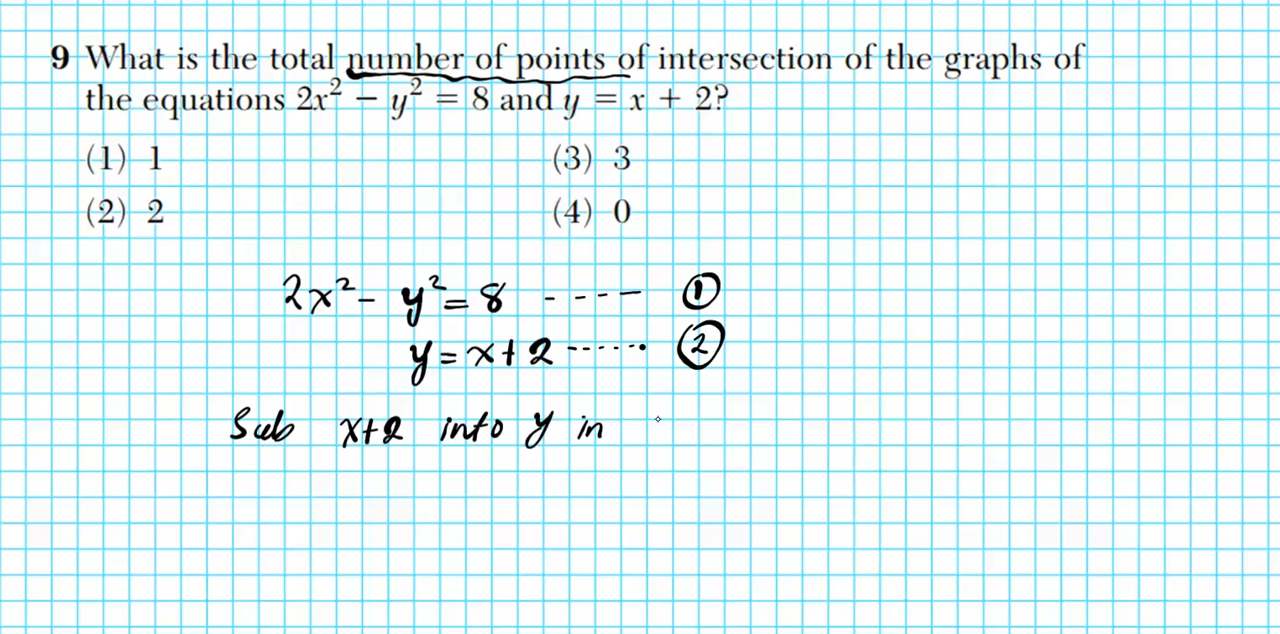 9 What is the total number of points of intersection of the graphs of
the equations 2x² − y² = 8 and y = x + 2?
(1) 1 (3) 3
(2) 2 (4) 0
2x² - y² = 8 ---- ①
y = x + 2 ...... ②
Sub x+2 into y in